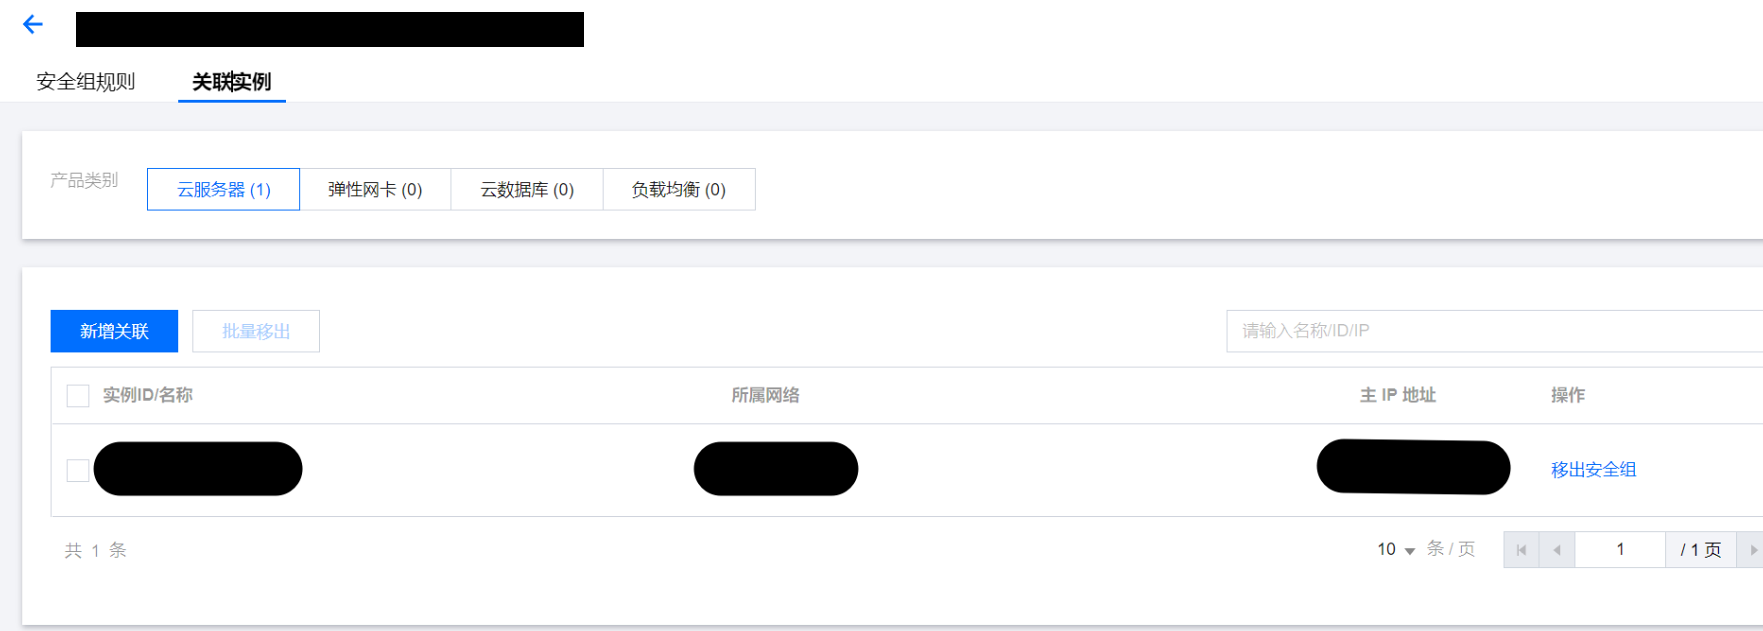 安全组规则 关联实例
产品类别 云服务器 (1) 弹性网卡 (0) 云数据库 (0) 负载均衡 (0)
新增关联 批量移出 请输入名称/ID/IP
实例ID/名称 所属网络 主 IP 地址 操作
移出安全组
共 1 条 10 条 / 页 1 / 1 页